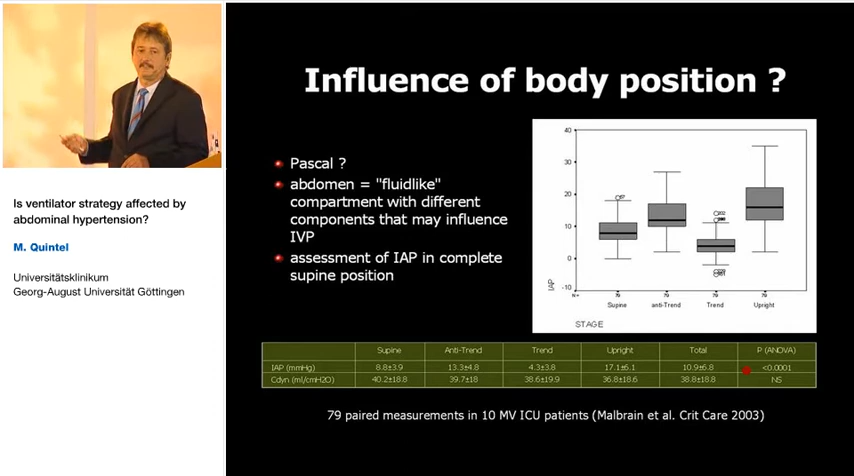 Is ventilator strategy affected by
abdominal hypertension?
M. Quintel
Universitätsklinikum
Georg-August Universität Göttingen
Influence of body position ?
Pascal ?
abdomen = "fluidlike"
compartment with different
components that may influence
IVP
assessment of IAP in complete
supine position
40
30
20
10
0
-10
IAP
N =
79
79
79
79
Supine
anti-Trend
Trend
Upright
STAGE
Supine Anti-Trend Trend Upright Total P (ANOVA)
IAP (mmHg) 8.8±3.9 13.3±4.8 4.3±3.8 17.1±6.1 10.9±6.8 <0.0001
Cdyn (ml/cmH2O) 40.2±18.8 39.7±18 38.6±19.9 36.8±18.6 38.8±18.8 NS
79 paired measurements in 10 MV ICU patients (Malbrain et al. Crit Care 2003)